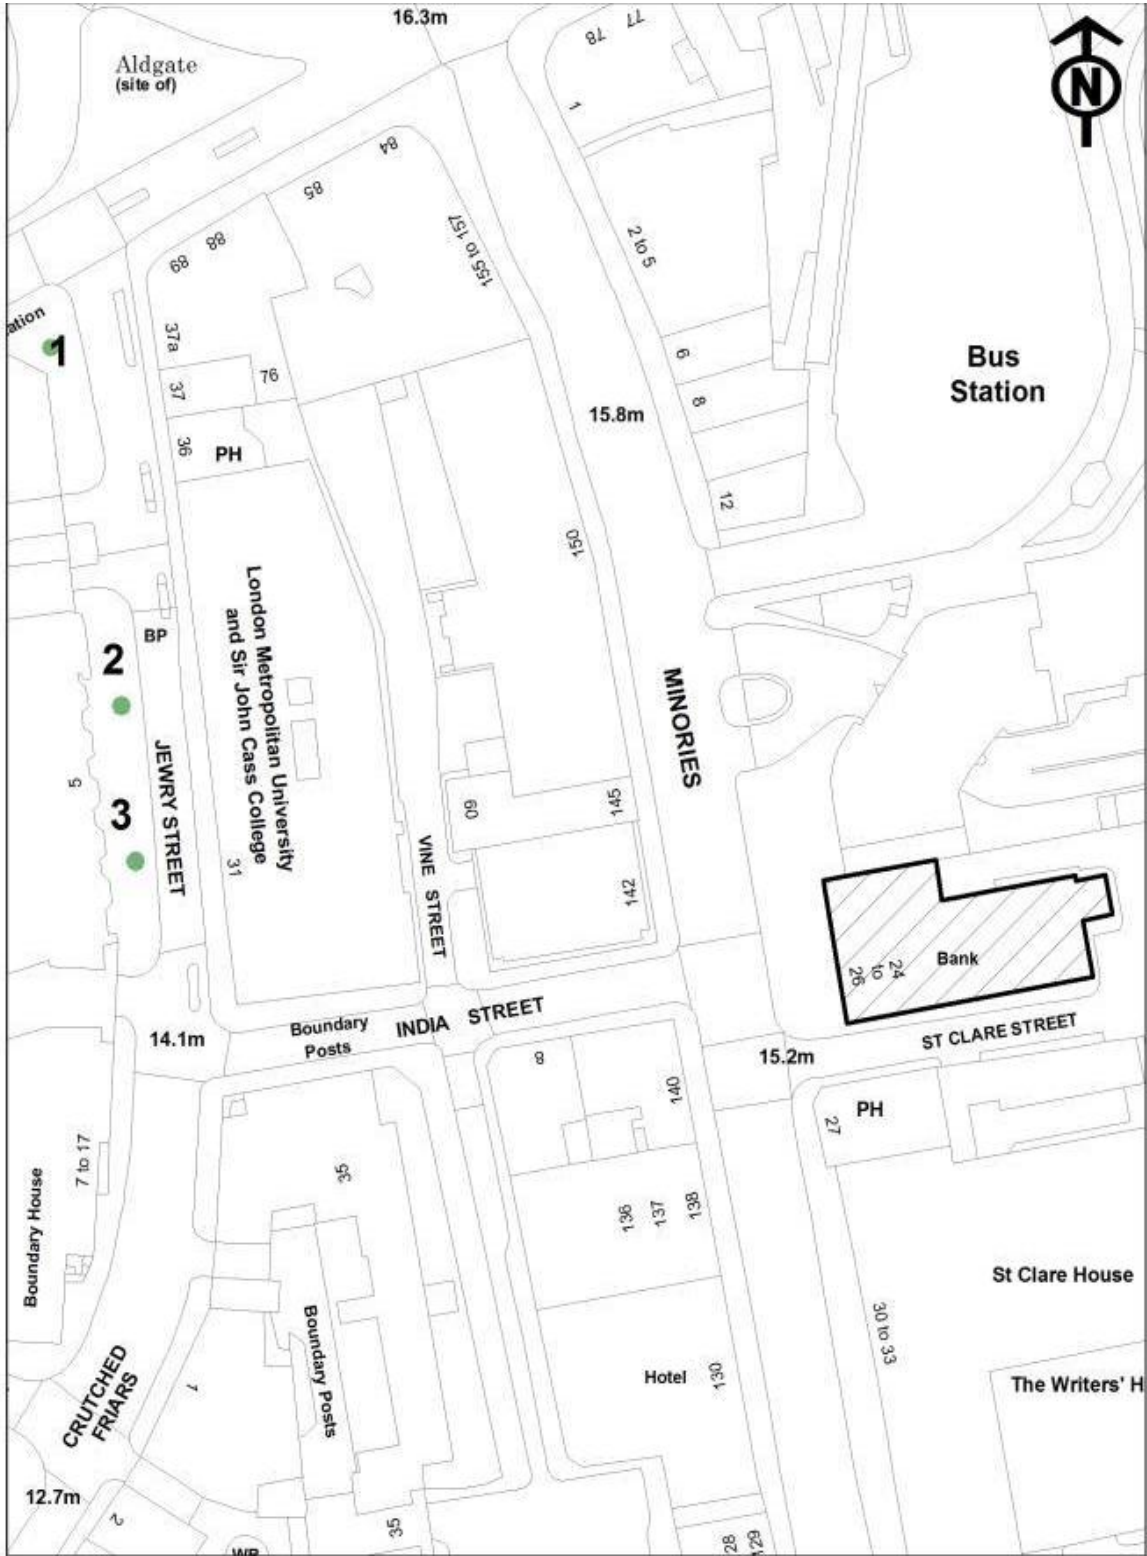 16.3m
77
78
Aldgate
(site of)
N
1
84
85
88
89
155 to 157
2 to 5
ation
1
37a
37
76
6
8
Bus
Station
15.8m
36
PH
12
150
London Metropolitan University
and Sir John Cass College
BP
2
MINORIES
5
JEWRY STREET
3
60
145
31
VINE STREET
142
Bank
24
to
26
14.1m
Boundary
Posts
INDIA STREET
ST CLARE STREET
15.2m
8
140
PH
27
7 to 17
Boundary House
35
136
137
138
St Clare House
30 to 33
Boundary Posts
Hotel
130
The Writers' H
CRUTCHED
FRIARS
1
12.7m
2
35
28
129